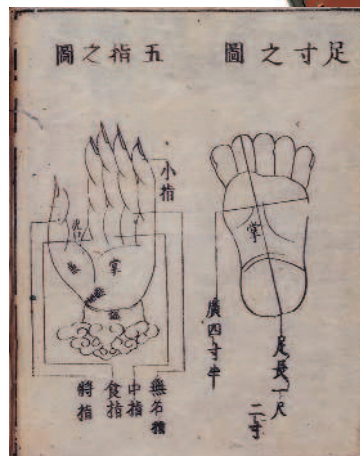 足寸之圖
掌
足長一尺
二寸
廣四寸半
五指之圖
小指
掌
無名指
中指
食指
將指